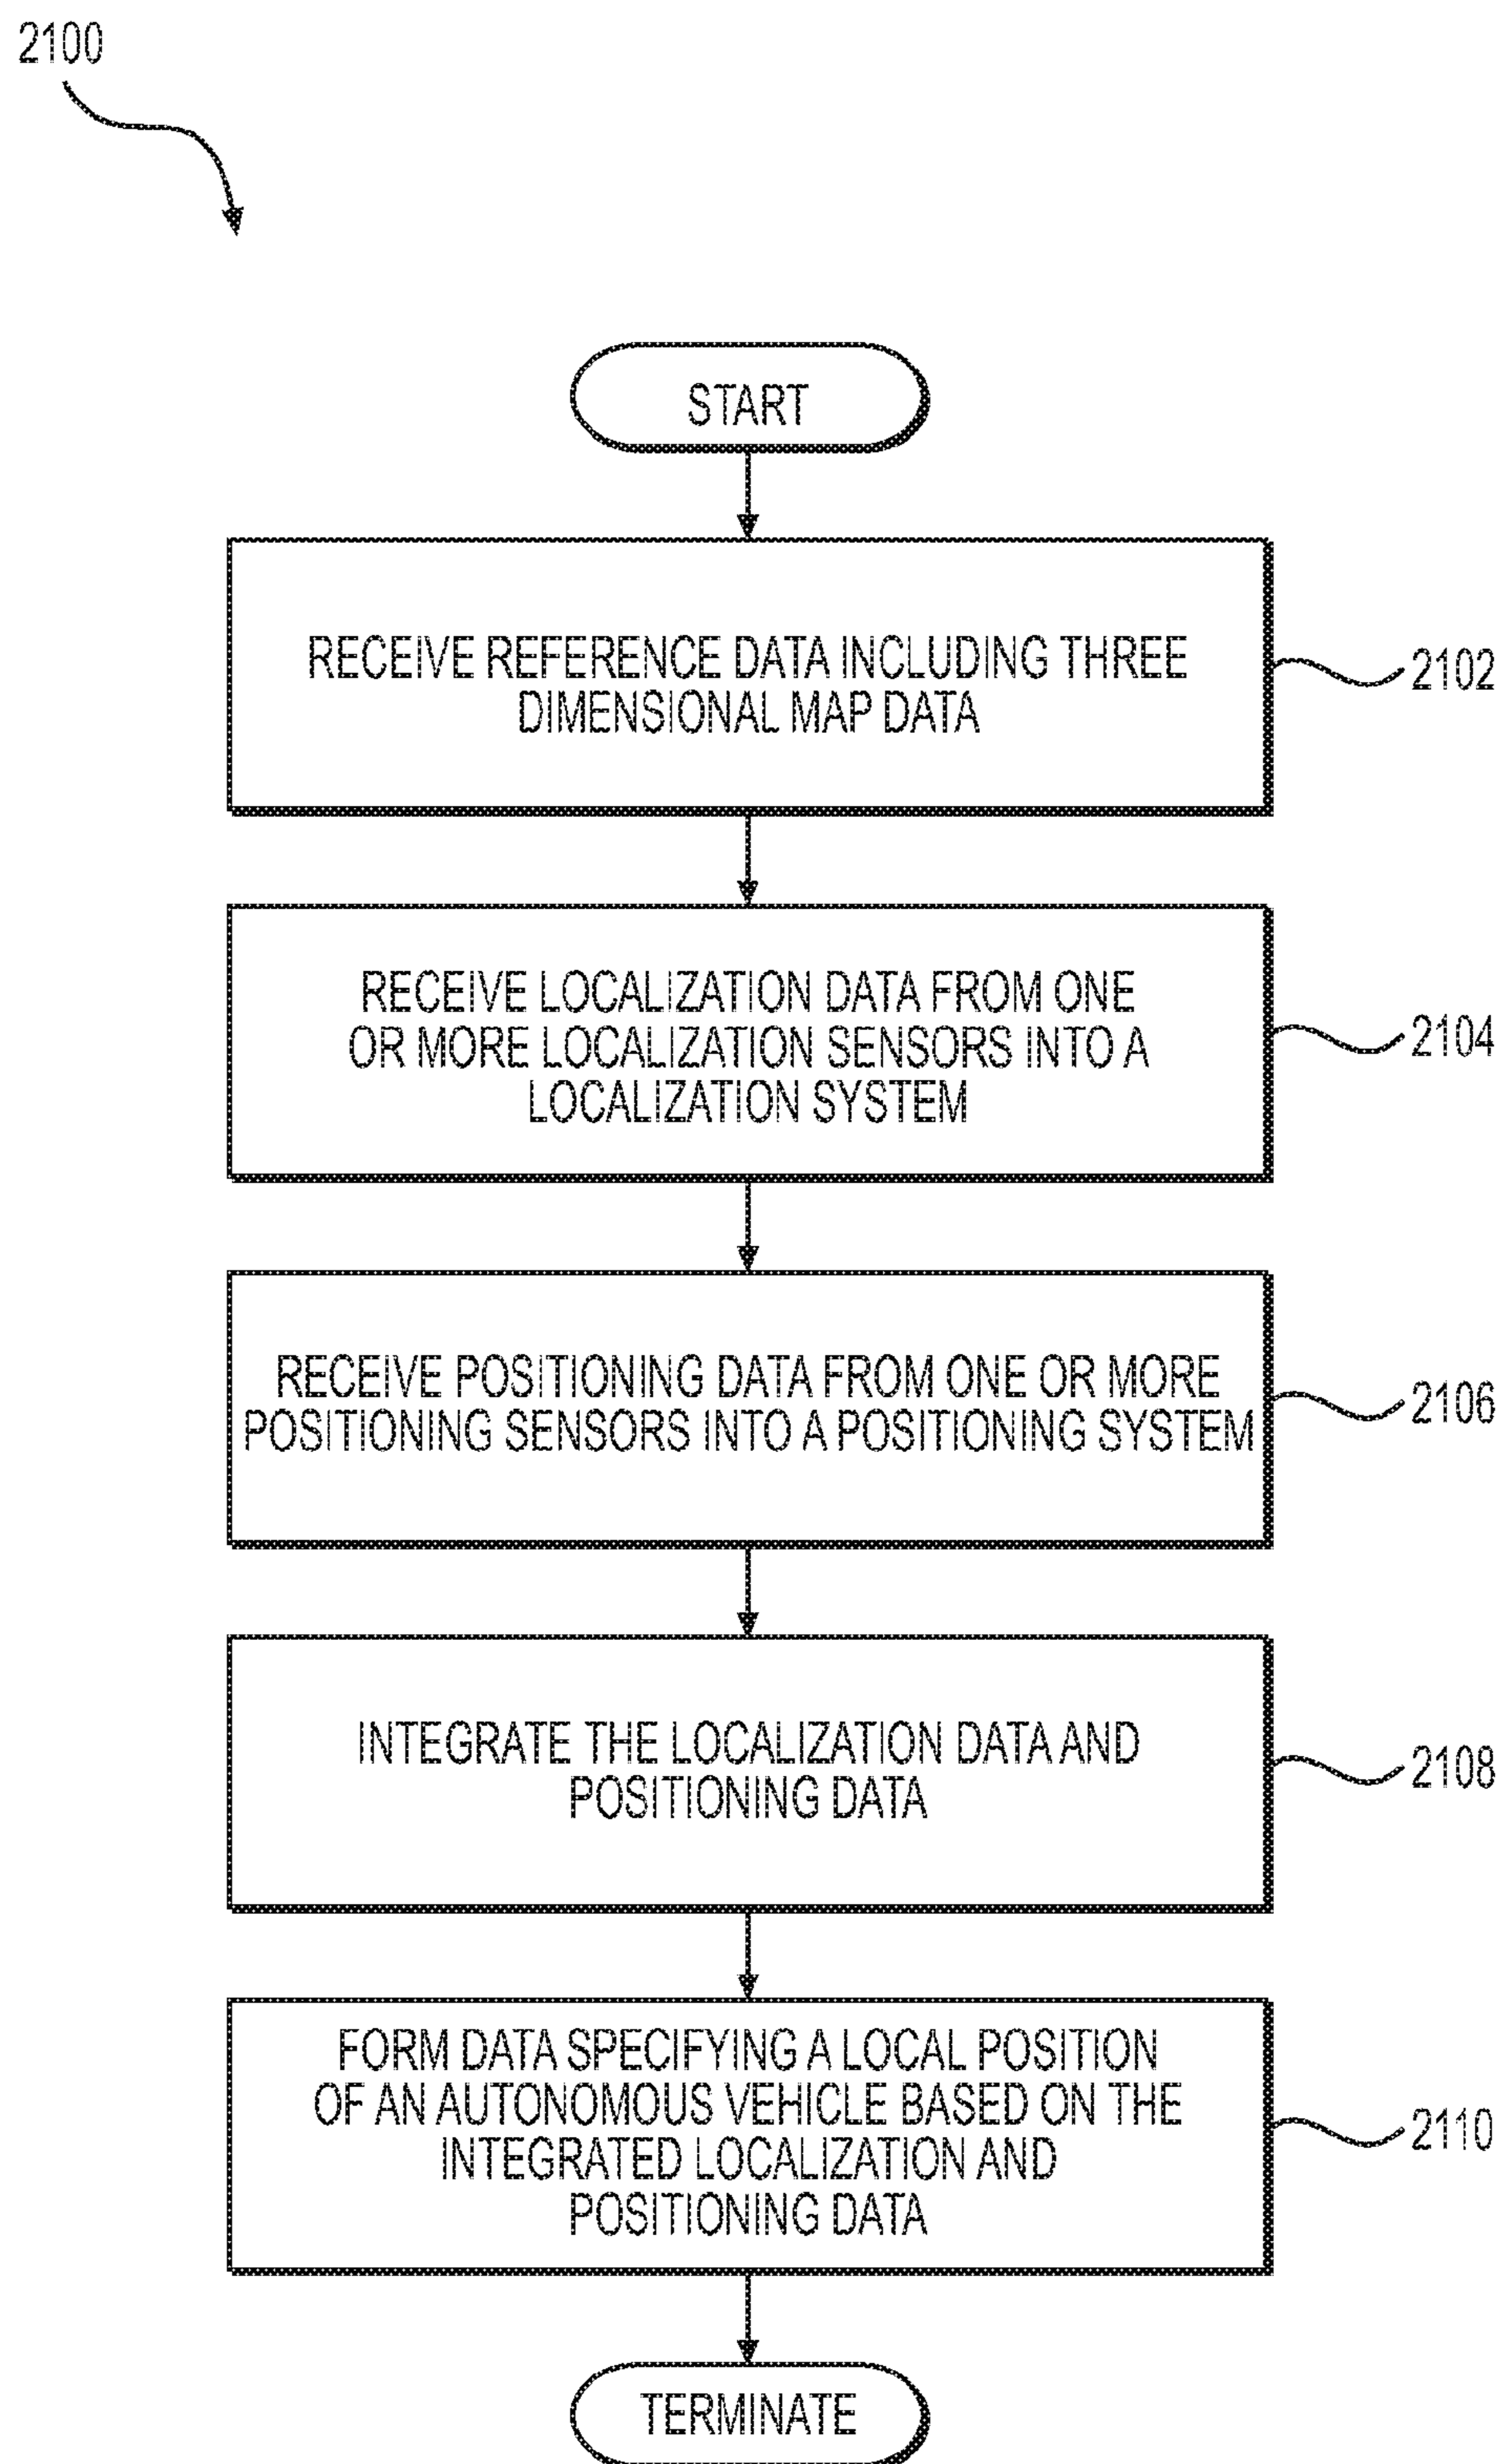 2100
START
RECEIVE REFERENCE DATA INCLUDING THREE
DIMENSIONAL MAP DATA
2102
RECEIVE LOCALIZATION DATA FROM ONE
OR MORE LOCALIZATION SENSORS INTO A
LOCALIZATION SYSTEM
2104
RECEIVE POSITIONING DATA FROM ONE OR MORE
POSITIONING SENSORS INTO A POSITIONING SYSTEM
2106
INTEGRATE THE LOCALIZATION DATA AND
POSITIONING DATA
2108
FORM DATA SPECIFYING A LOCAL POSITION
OF AN AUTONOMOUS VEHICLE BASED ON THE
INTEGRATED LOCALIZATION AND
POSITIONING DATA
2110
TERMINATE